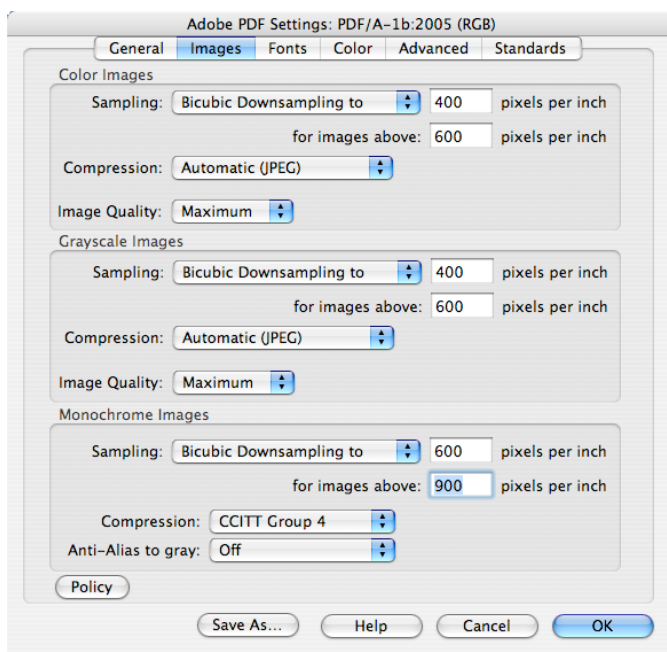 Adobe PDF Settings: PDF/A-1b:2005 (RGB)
General Images Fonts Color Advanced Standards
Color Images
Sampling: Bicubic Downsampling to 400 pixels per inch
for images above: 600 pixels per inch
Compression: Automatic (JPEG)
Image Quality: Maximum
Grayscale Images
Sampling: Bicubic Downsampling to 400 pixels per inch
for images above: 600 pixels per inch
Compression: Automatic (JPEG)
Image Quality: Maximum
Monochrome Images
Sampling: Bicubic Downsampling to 600 pixels per inch
for images above: 900 pixels per inch
Compression: CCITT Group 4
Anti-Alias to gray: Off
Policy
Save As... Help Cancel OK